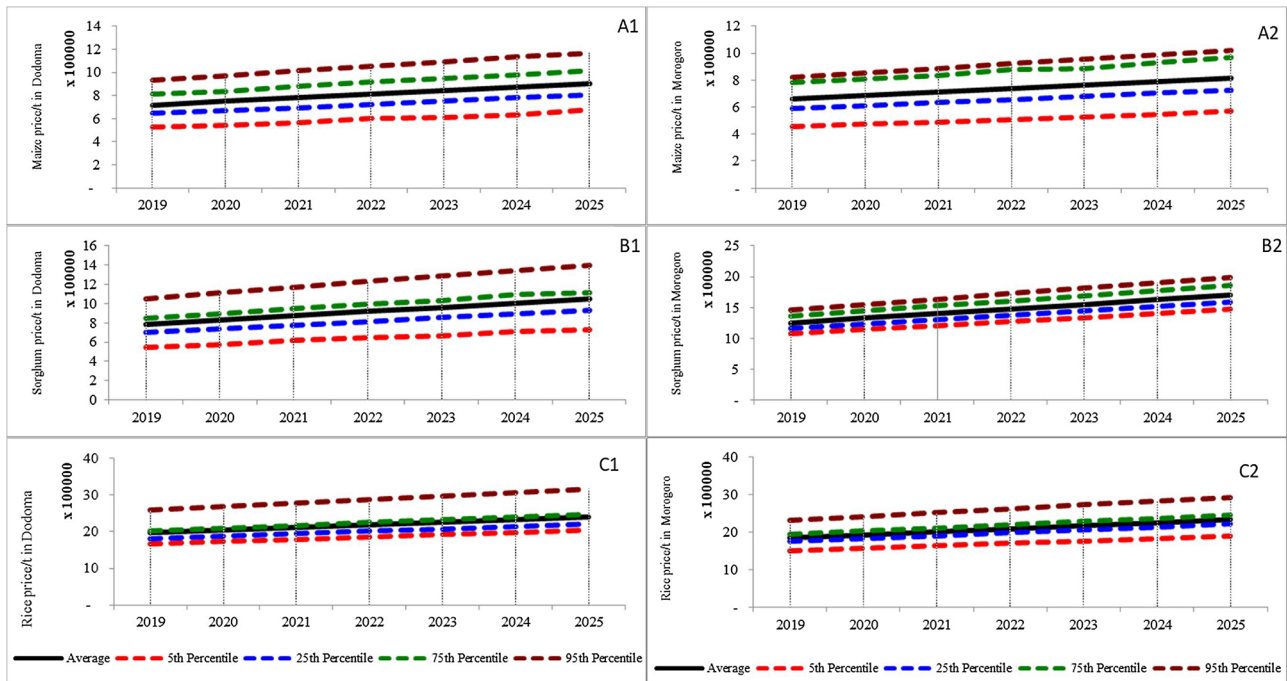 A1
Maize price/t in Dodoma
x 100000
14
12
10
8
6
4
2
-
2019 2020 2021 2022 2023 2024 2025
A2
Maize price/t in Morogoro
x 100000
12
10
8
6
4
2
-
2019 2020 2021 2022 2023 2024 2025
B1
Sorghum price/t in Dodoma
x 100000
16
14
12
10
8
6
4
2
0
2019 2020 2021 2022 2023 2024 2025
B2
Sorghum price/t in Morogoro
x 100000
25
20
15
10
5
-
2019 2020 2021 2022 2023 2024 2025
C1
Rice price/t in Dodoma
x 100000
40
30
20
10
-
2019 2020 2021 2022 2023 2024 2025
Average 5th Percentile 25th Percentile 75th Percentile 95th Percentile
C2
Rice price/t in Morogoro
x 100000
40
30
20
10
-
2019 2020 2021 2022 2023 2024 2025
Average 5th Percentile 25th Percentile 75th Percentile 95th Percentile